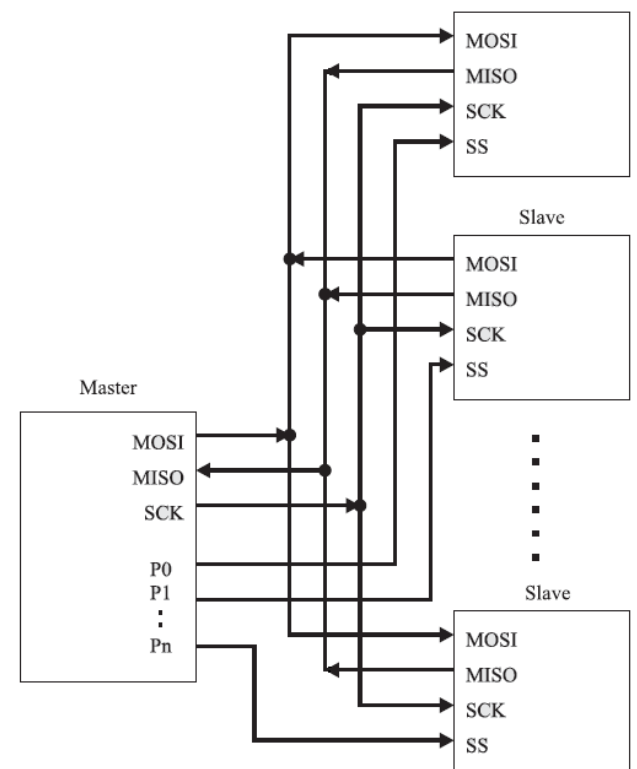 MOSI
MISO
SCK
SS
Slave
MOSI
MISO
SCK
SS
Master
MOSI
MISO
SCK
P0
P1
Pn
Slave
MOSI
MISO
SCK
SS